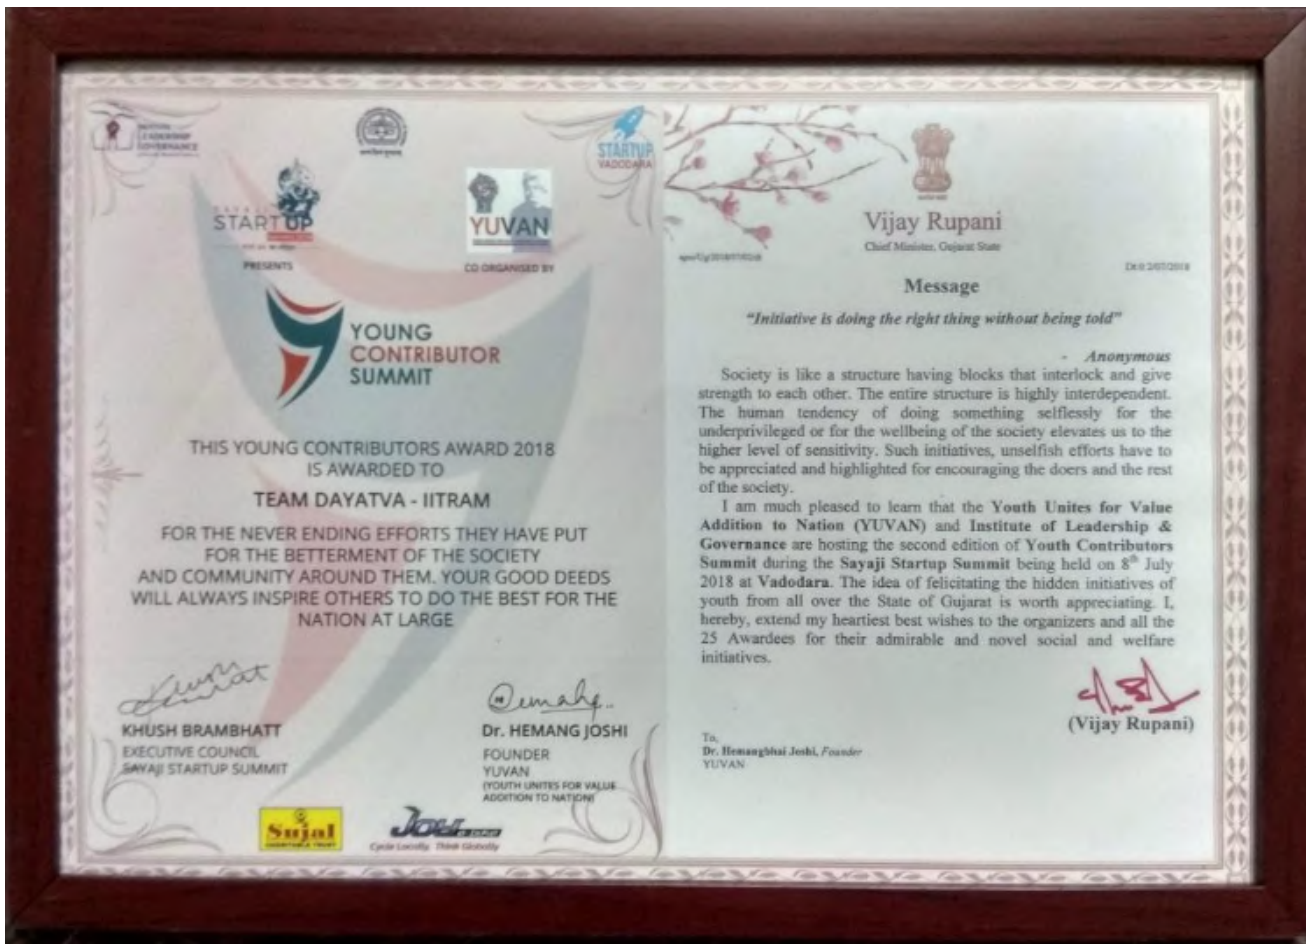 LEADERSHIP
GOVERNANCE
STARTUP
VADODARA
STARTUP
PRESENTS
YUVAN
CO ORGANISED BY
YOUNG
CONTRIBUTOR
SUMMIT
THIS YOUNG CONTRIBUTORS AWARD 2018
IS AWARDED TO
TEAM DAYATVA - IITRAM
FOR THE NEVER ENDING EFFORTS THEY HAVE PUT
FOR THE BETTERMENT OF THE SOCIETY
AND COMMUNITY AROUND THEM. YOUR GOOD DEEDS
WILL ALWAYS INSPIRE OTHERS TO DO THE BEST FOR THE
NATION AT LARGE
KHUSH BRAMBHATT
EXECUTIVE COUNCIL
SAYAJI STARTUP SUMMIT
Dr. HEMANG JOSHI
FOUNDER
YUVAN
(YOUTH UNITES FOR VALUE
ADDITION TO NATION)
Sujal
CHARITABLE TRUST
JOY e-bike
Cycle Locally. Think Globally
Vijay Rupani
Chief Minister, Gujarat State
Message
"Initiative is doing the right thing without being told"
- Anonymous
Society is like a structure having blocks that interlock and give
strength to each other. The entire structure is highly interdependent.
The human tendency of doing something selflessly for the
underprivileged or for the wellbeing of the society elevates us to the
higher level of sensitivity. Such initiatives, unselfish efforts have to
be appreciated and highlighted for encouraging the doers and the rest
of the society.
I am much pleased to learn that the Youth Unites for Value
Addition to Nation (YUVAN) and Institute of Leadership &
Governance are hosting the second edition of Youth Contributors
Summit during the Sayaji Startup Summit being held on 8th July
2018 at Vadodara. The idea of felicitating the hidden initiatives of
youth from all over the State of Gujarat is worth appreciating. I,
hereby, extend my heartiest best wishes to the organizers and all the
25 Awardees for their admirable and novel social and welfare
initiatives.
(Vijay Rupani)
To,
Dr. Hemangbhai Joshi, Founder
YUVAN